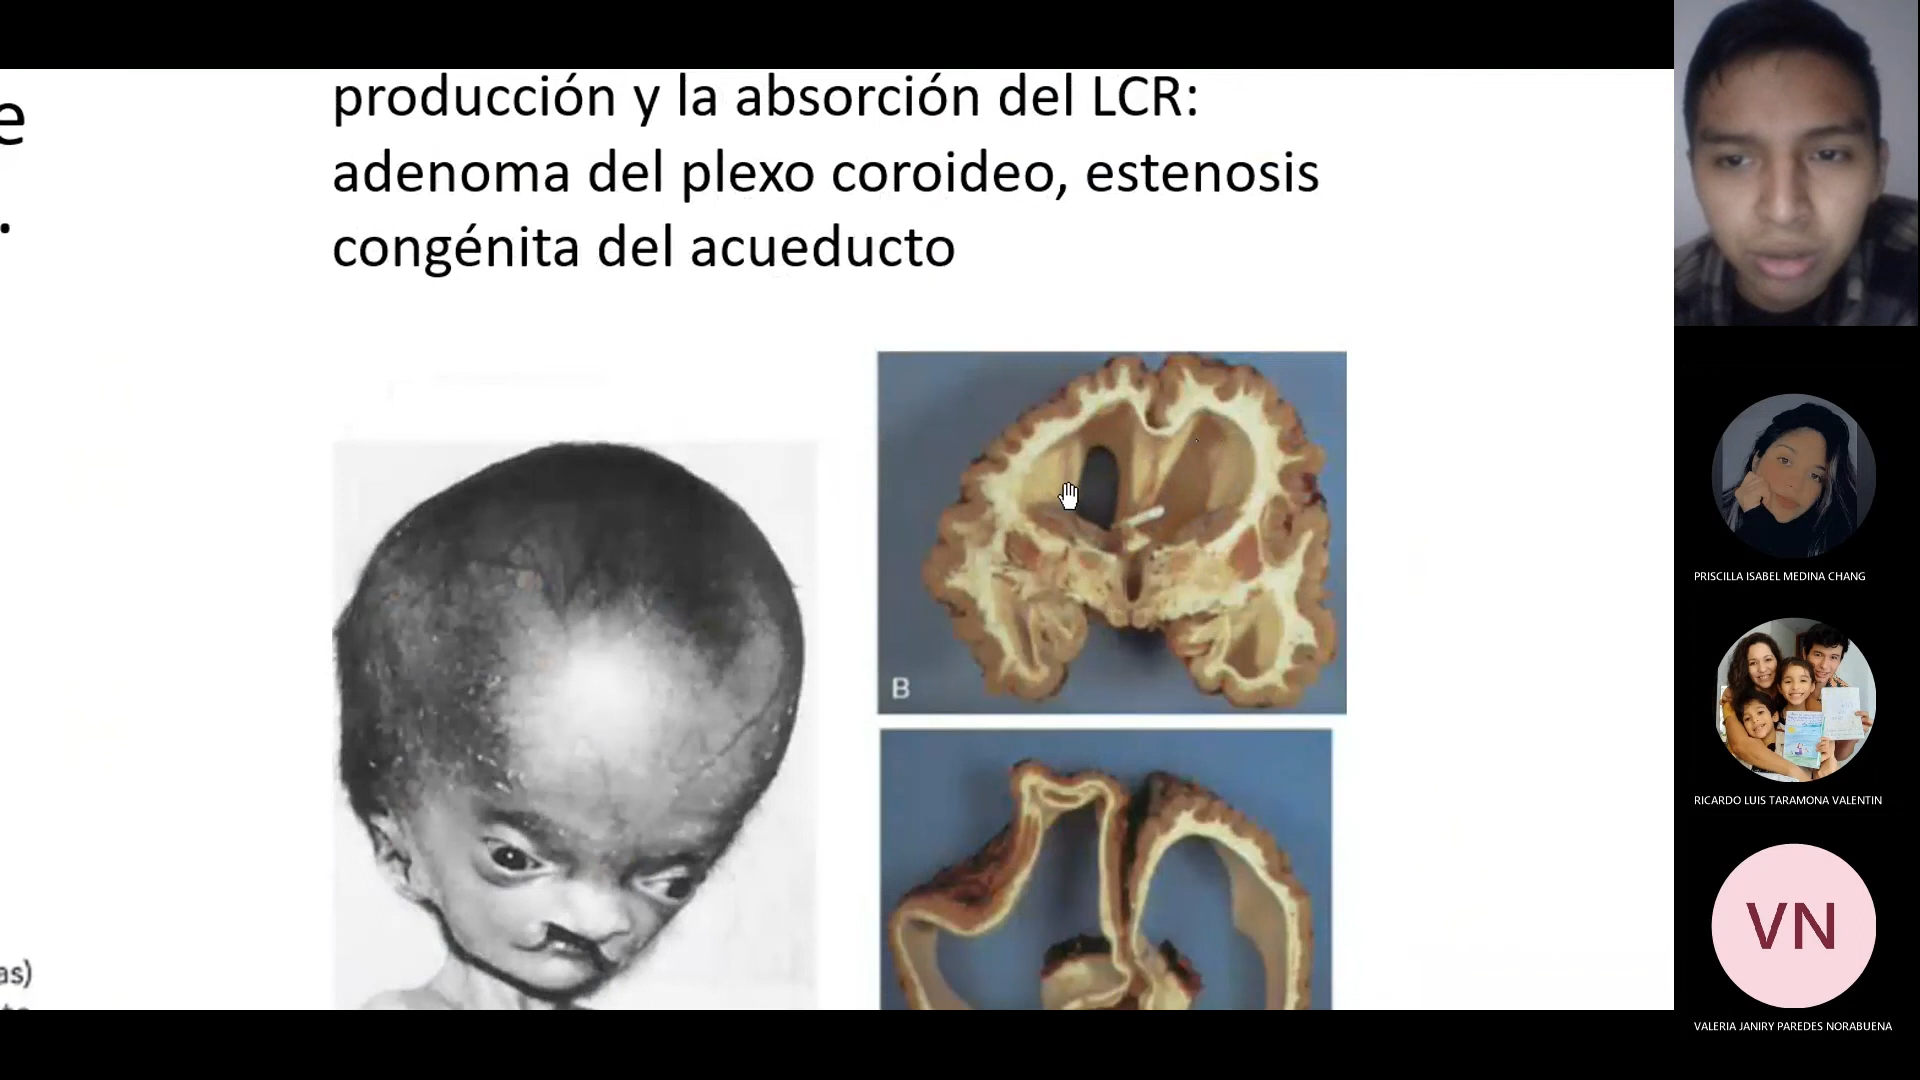 e
.
as)
producción y la absorción del LCR:
adenoma del plexo coroideo, estenosis
congénita del acueducto
B
PRISCILLA ISABEL MEDINA CHANG
RICARDO LUIS TARAMONA VALENTIN
VN
VALERIA JANIRY PAREDES NORABUENA